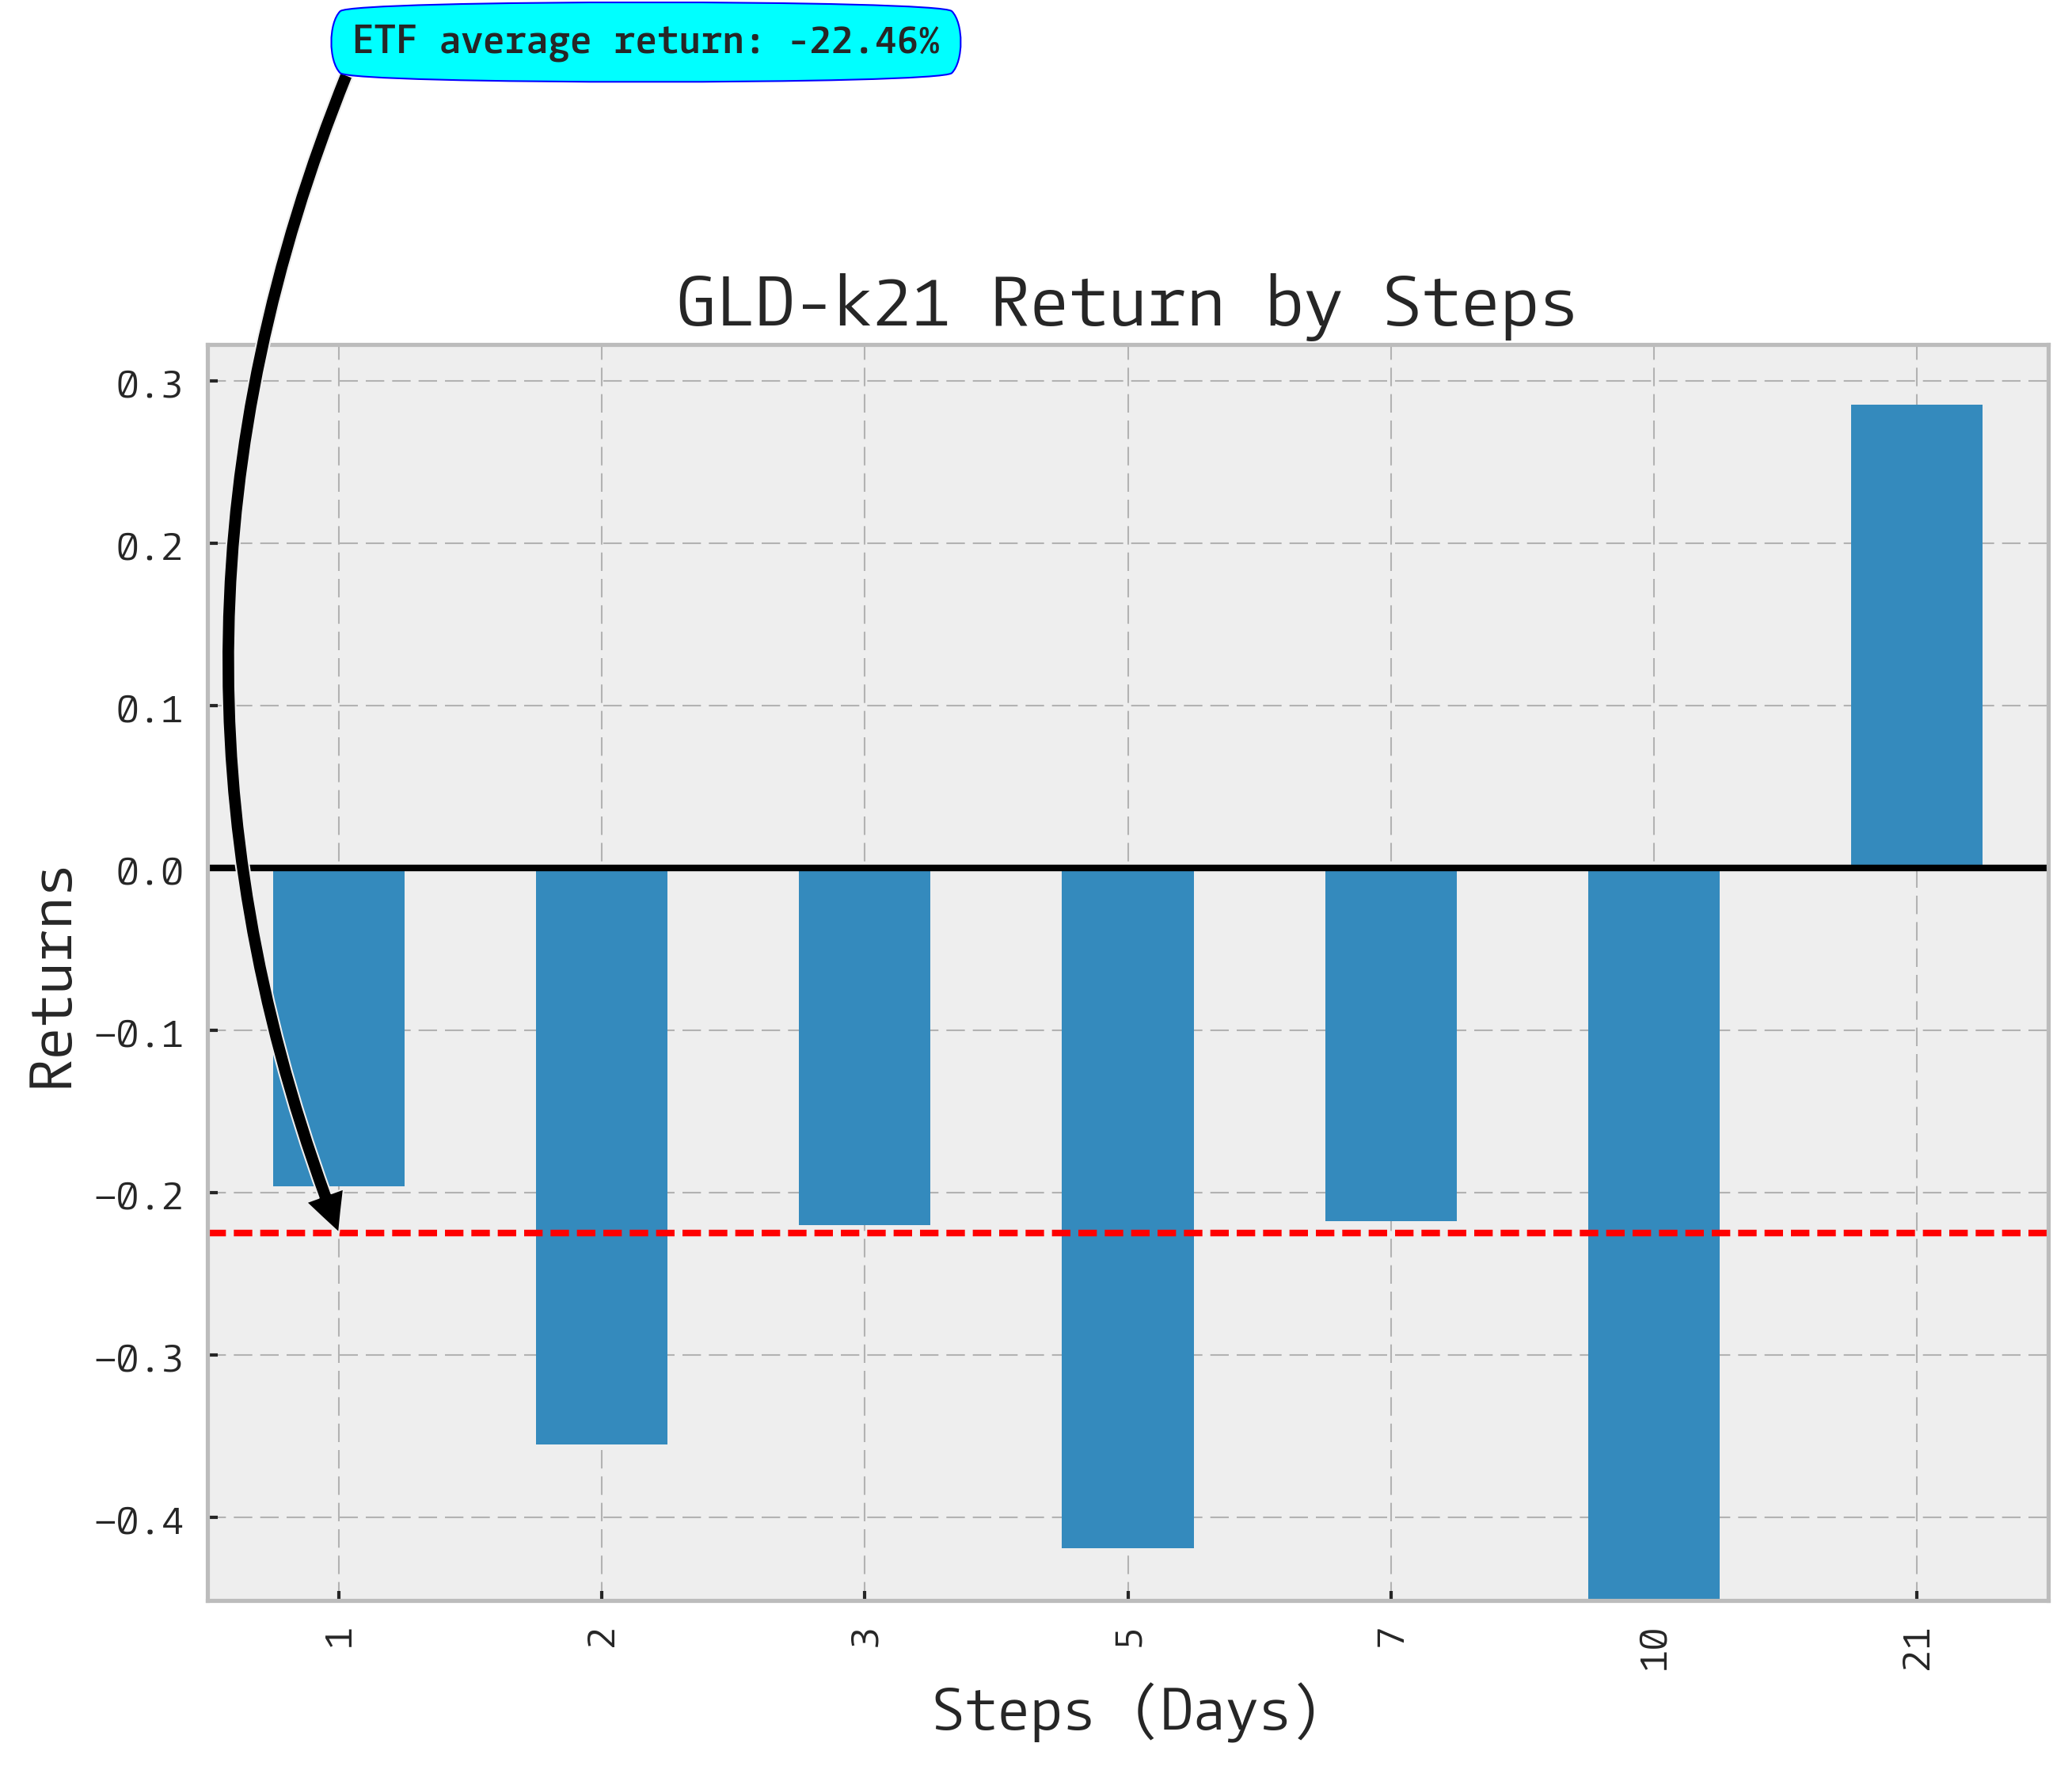 ETF average return: -22.46%
GLD-k21 Return by Steps
0.3
0.2
0.1
0.0
−0.1
−0.2
−0.3
−0.4
Returns
1 2 3 5 7 10 21
Steps (Days)